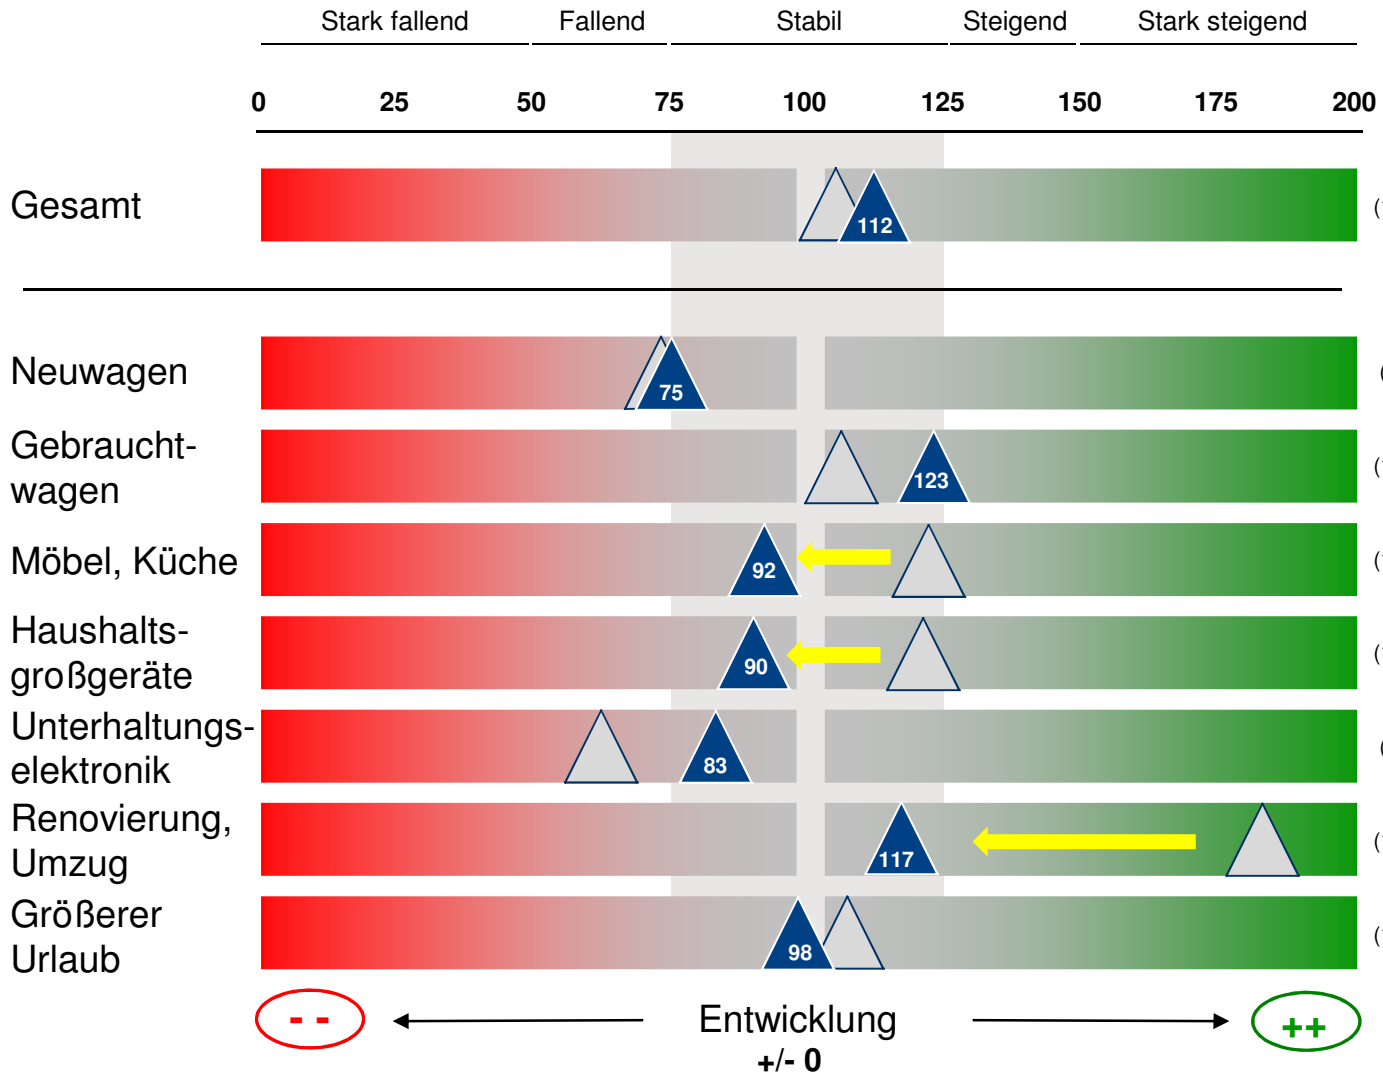 Stark fallend Fallend Stabil Steigend Stark steigend
0 25 50 75 100 125 150 175 200
Gesamt
112
(
Neuwagen
75
(
Gebraucht-
wagen
123
(
Möbel, Küche
92
(
Haushalts-
großgeräte
90
(
Unterhaltungs-
elektronik
83
(
Renovierung,
Umzug
117
(
Größerer
Urlaub
98
(
- - Entwicklung ++
+/- 0